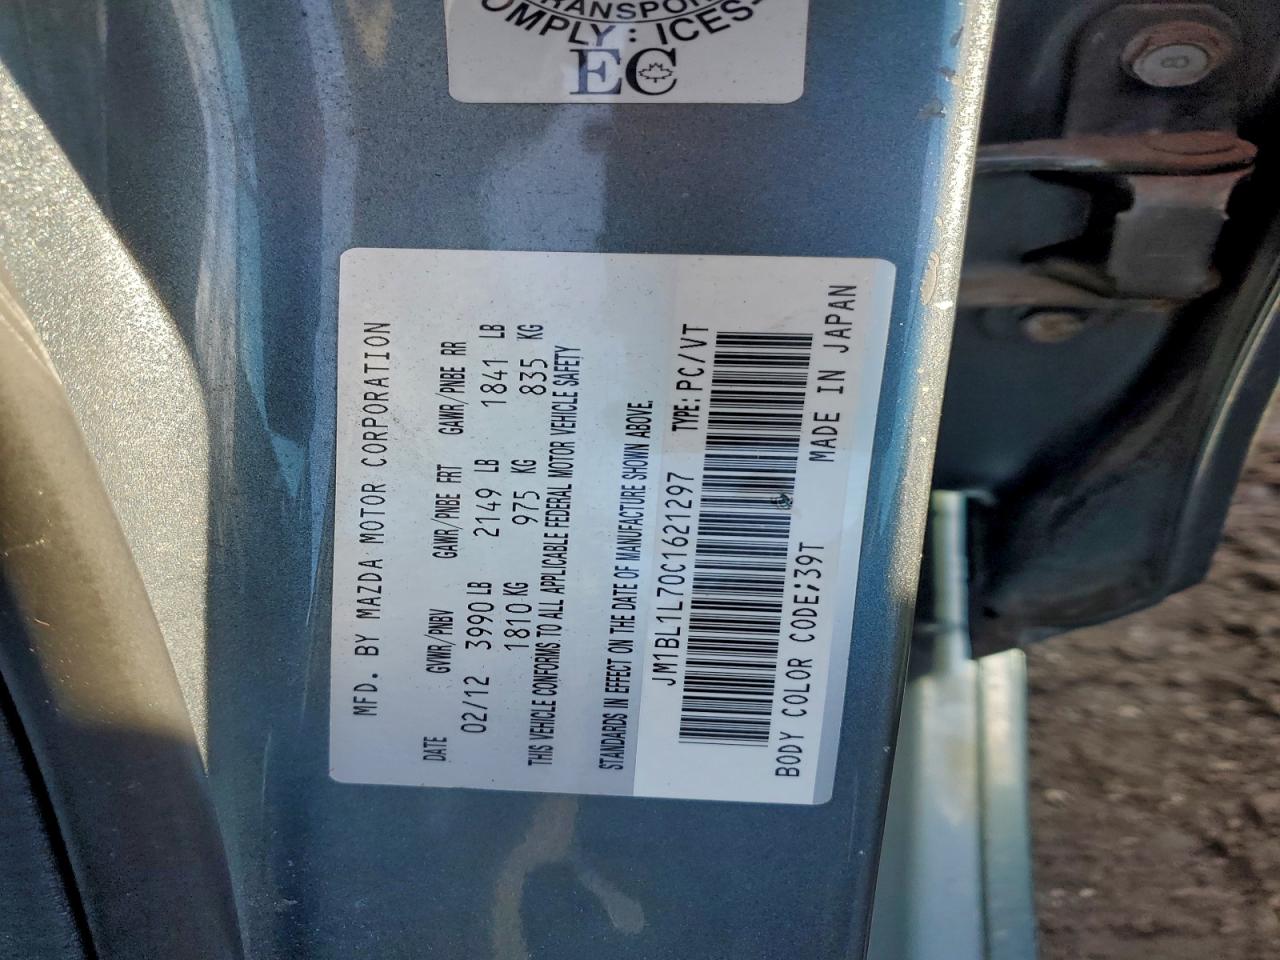 COMPLY: ICES-
EC
MFD. BY MAZDA MOTOR CORPORATION
DATE GVWR/PNBV GAWR/PNBE FRT GAWR/PNBE RR
02/12 3990 LB 2149 LB 1841 LB
1810 KG 975 KG 835 KG
THIS VEHICLE CONFORMS TO ALL APPLICABLE FEDERAL MOTOR VEHICLE SAFETY
STANDARDS IN EFFECT ON THE DATE OF MANUFACTURE SHOWN ABOVE.
JM1BL1L70C1621297 TYPE: PC/VT
BODY COLOR CODE;39T MADE IN JAPAN
8